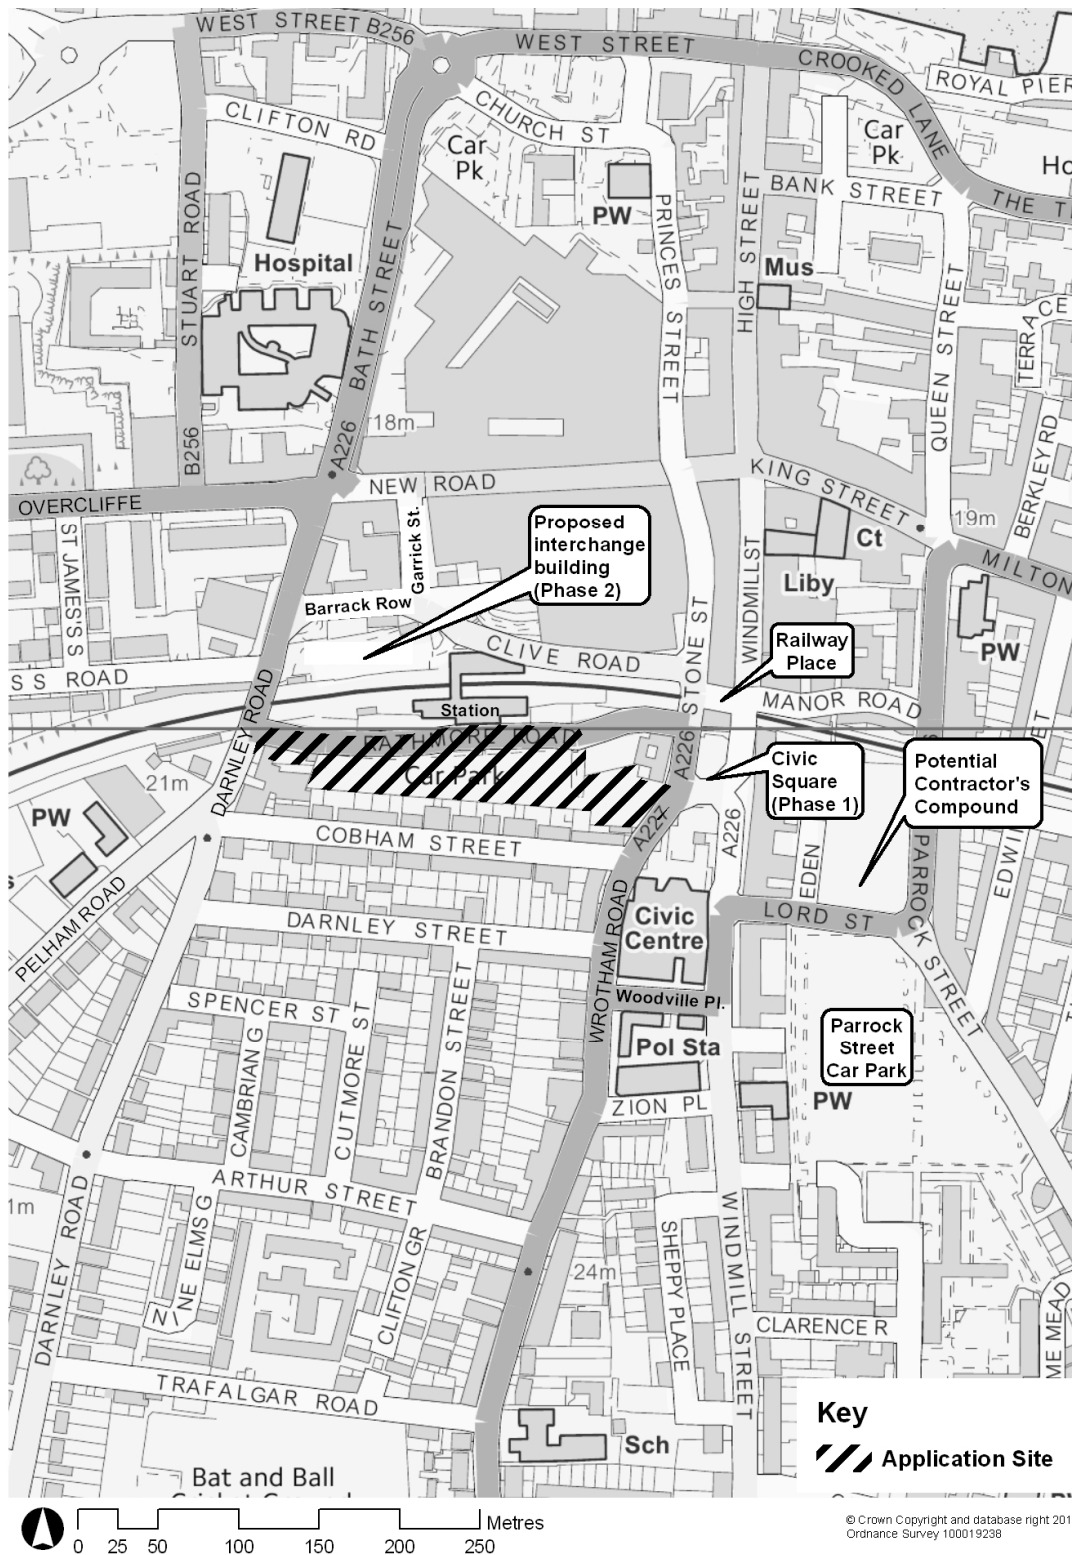 WEST STREET B256
WEST STREET
CROOKED LANE
ROYAL PIER
CLIFTON RD
CHURCH ST
Car
Pk
Car
Pk
BANK STREET
PW
STUART ROAD
Hospital
BATH STREET
PRINCES STREET
HIGH STREET
Mus
QUEEN STREET
B256
A226
18m
OVERCLIFFE
NEW ROAD
KING STREET
BERKLEY RD
19m
MILTON
ST JAMES'S S
Garrick St.
Proposed
interchange
building
(Phase 2)
Ct
Liby
WINDMILL ST
Barrack Row
CLIVE ROAD
STONE ST
Railway
Place
PW
S S ROAD
Station
MANOR ROAD
DARNLEY ROAD
RATHMORE ROAD
Car Park
A226
Civic
Square
(Phase 1)
Potential
Contractor's
Compound
21m
PW
COBHAM STREET
A227
A226
EDEN
EDWIN
PARROCK STREET
PELHAM ROAD
DARNLEY STREET
WROTHAM ROAD
Civic
Centre
LORD ST
SPENCER ST
Woodville Pl.
Pol Sta
Parrock
Street
Car Park
CAMBRIAN G
CUTMORE ST
BRANDON STREET
ZION PL
PW
ARTHUR STREET
1m
DARNLEY ROAD
NE ELMS G
CLIFTON GR
24m
SHEPPY PLACE
WINDMILL STREET
CLARENCE R
ME MEAD
TRAFALGAR ROAD
Sch
Bat and Ball
Key
Application Site
0 25 50 100 150 200 250
Metres
© Crown Copyright and database right 201
Ordnance Survey 100019238